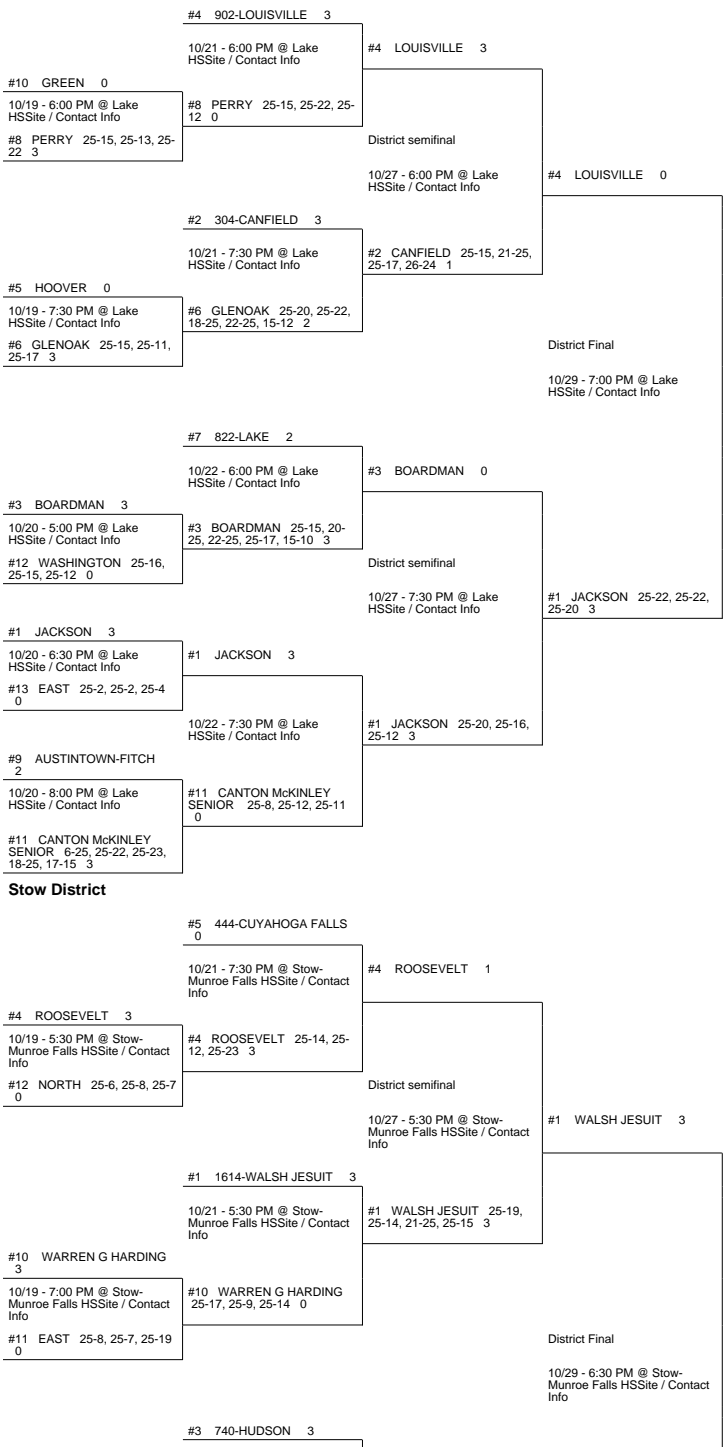 #4 902-LOUISVILLE 3
10/21 - 6:00 PM @ Lake
HSSite / Contact Info
#4 LOUISVILLE 3
#10 GREEN 0
10/19 - 6:00 PM @ Lake
HSSite / Contact Info
#8 PERRY 25-15, 25-22, 25-
12 0
#8 PERRY 25-15, 25-13, 25-
22 3
District semifinal
10/27 - 6:00 PM @ Lake
HSSite / Contact Info
#4 LOUISVILLE 0
#2 304-CANFIELD 3
10/21 - 7:30 PM @ Lake
HSSite / Contact Info
#2 CANFIELD 25-15, 21-25,
25-17, 26-24 1
#5 HOOVER 0
10/19 - 7:30 PM @ Lake
HSSite / Contact Info
#6 GLENOAK 25-20, 25-22,
18-25, 22-25, 15-12 2
#6 GLENOAK 25-15, 25-11,
25-17 3
District Final
10/29 - 7:00 PM @ Lake
HSSite / Contact Info
#7 822-LAKE 2
10/22 - 6:00 PM @ Lake
HSSite / Contact Info
#3 BOARDMAN 0
#3 BOARDMAN 3
10/20 - 5:00 PM @ Lake
HSSite / Contact Info
#3 BOARDMAN 25-15, 20-
25, 22-25, 25-17, 15-10 3
#12 WASHINGTON 25-16,
25-15, 25-12 0
District semifinal
10/27 - 7:30 PM @ Lake
HSSite / Contact Info
#1 JACKSON 25-22, 25-22,
25-20 3
#1 JACKSON 3
10/20 - 6:30 PM @ Lake
HSSite / Contact Info
#1 JACKSON 3
#13 EAST 25-2, 25-2, 25-4
0
10/22 - 7:30 PM @ Lake
HSSite / Contact Info
#1 JACKSON 25-20, 25-16,
25-12 3
#9 AUSTINTOWN-FITCH
2
10/20 - 8:00 PM @ Lake
HSSite / Contact Info
#11 CANTON McKINLEY
SENIOR 25-8, 25-12, 25-11
0
#11 CANTON McKINLEY
SENIOR 6-25, 25-22, 25-23,
18-25, 17-15 3
Stow District
#5 444-CUYAHOGA FALLS
0
10/21 - 7:30 PM @ Stow-
Munroe Falls HSSite / Contact
Info
#4 ROOSEVELT 1
#4 ROOSEVELT 3
10/19 - 5:30 PM @ Stow-
Munroe Falls HSSite / Contact
Info
#4 ROOSEVELT 25-14, 25-
12, 25-23 3
#12 NORTH 25-6, 25-8, 25-7
0
District semifinal
10/27 - 5:30 PM @ Stow-
Munroe Falls HSSite / Contact
Info
#1 WALSH JESUIT 3
#1 1614-WALSH JESUIT 3
10/21 - 5:30 PM @ Stow-
Munroe Falls HSSite / Contact
Info
#1 WALSH JESUIT 25-19,
25-14, 21-25, 25-15 3
#10 WARREN G HARDING
3
10/19 - 7:00 PM @ Stow-
Munroe Falls HSSite / Contact
Info
#10 WARREN G HARDING
25-17, 25-9, 25-14 0
#11 EAST 25-8, 25-7, 25-19
0
District Final
10/29 - 6:30 PM @ Stow-
Munroe Falls HSSite / Contact
Info
#3 740-HUDSON 3